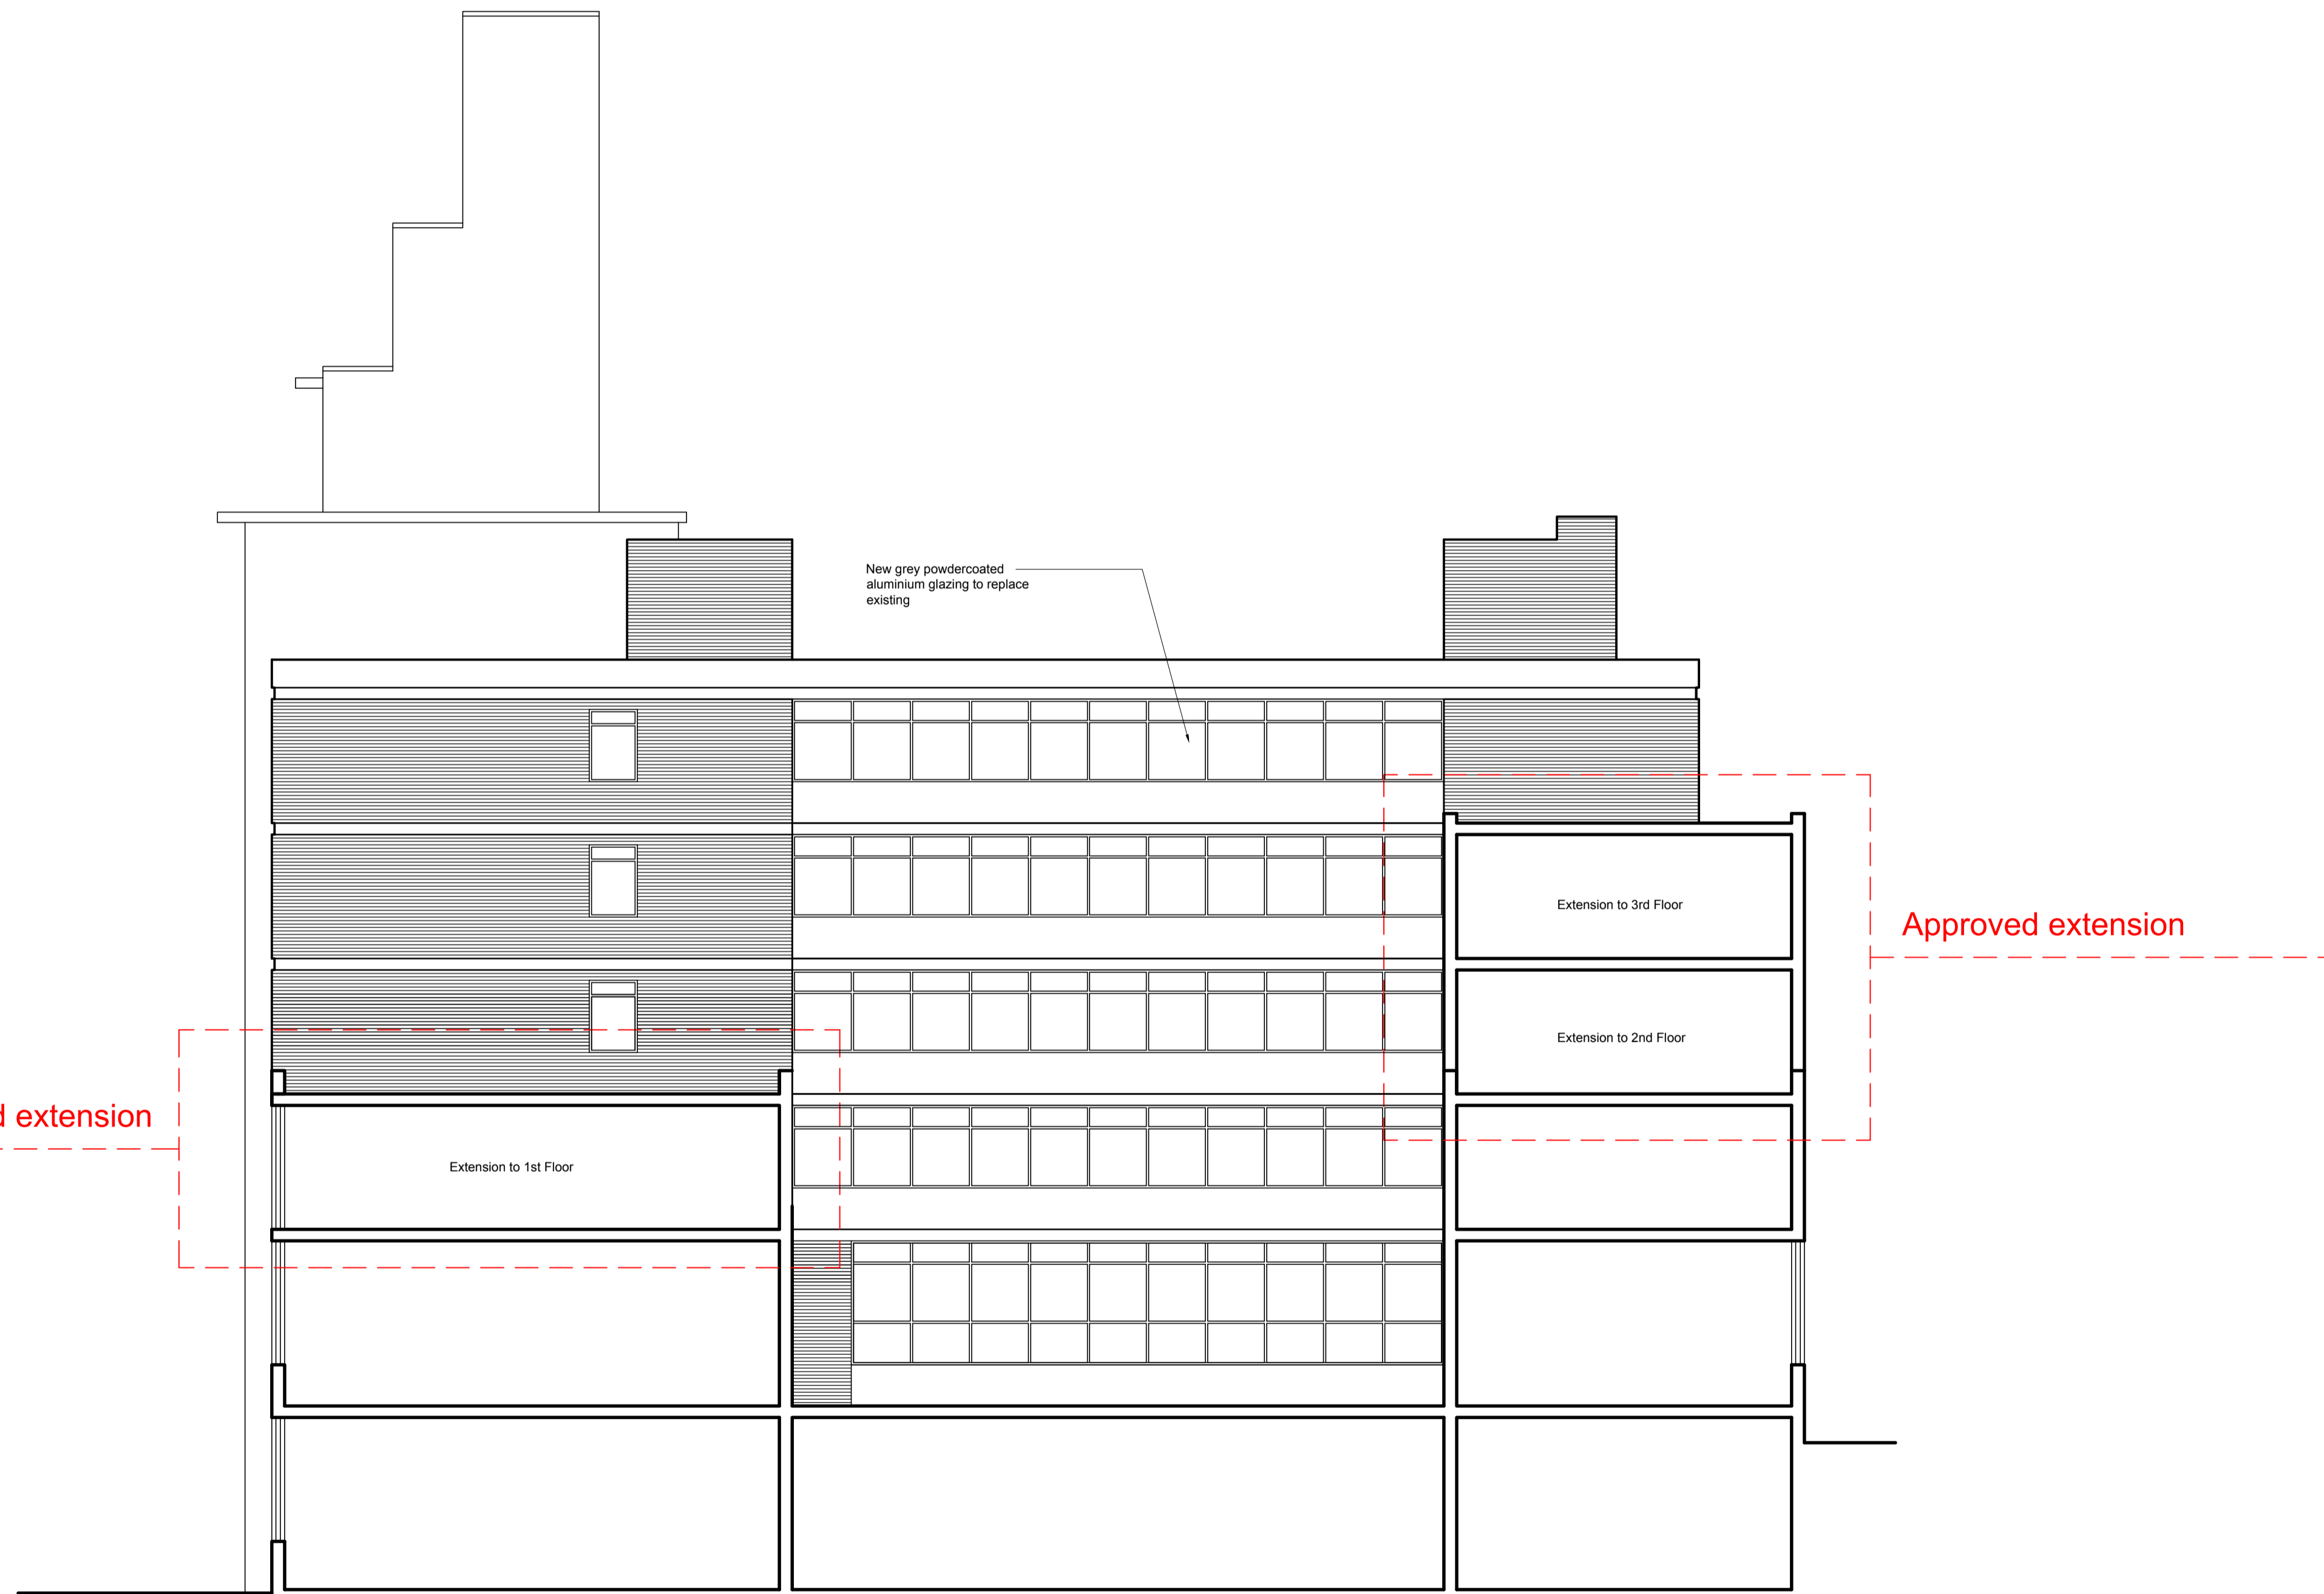 New grey powdercoated
aluminium glazing to replace
existing
Extension to 3rd Floor
Approved extension
Extension to 2nd Floor
extension
Extension to 1st Floor